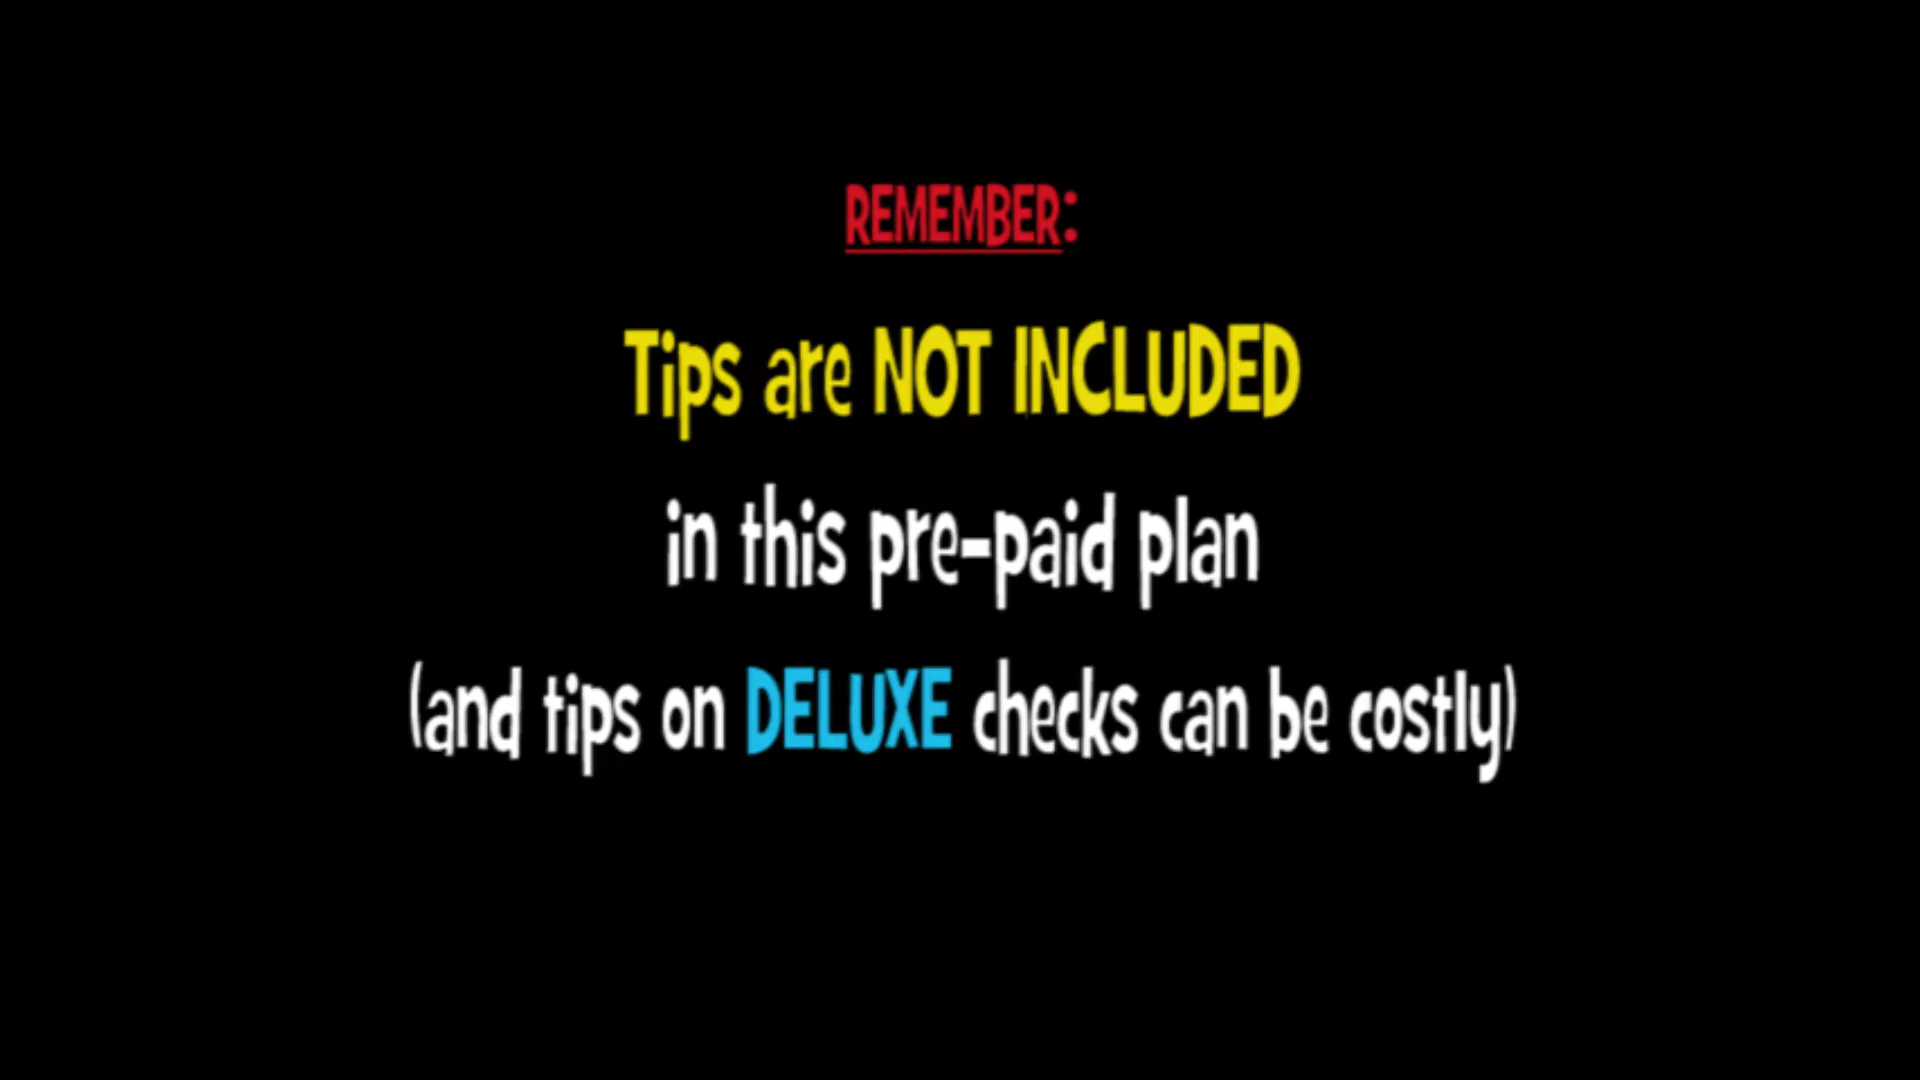 REMEMBER:
Tips are NOT INCLUDED
in this pre-paid plan
(and tips on DELUXE checks can be costly)